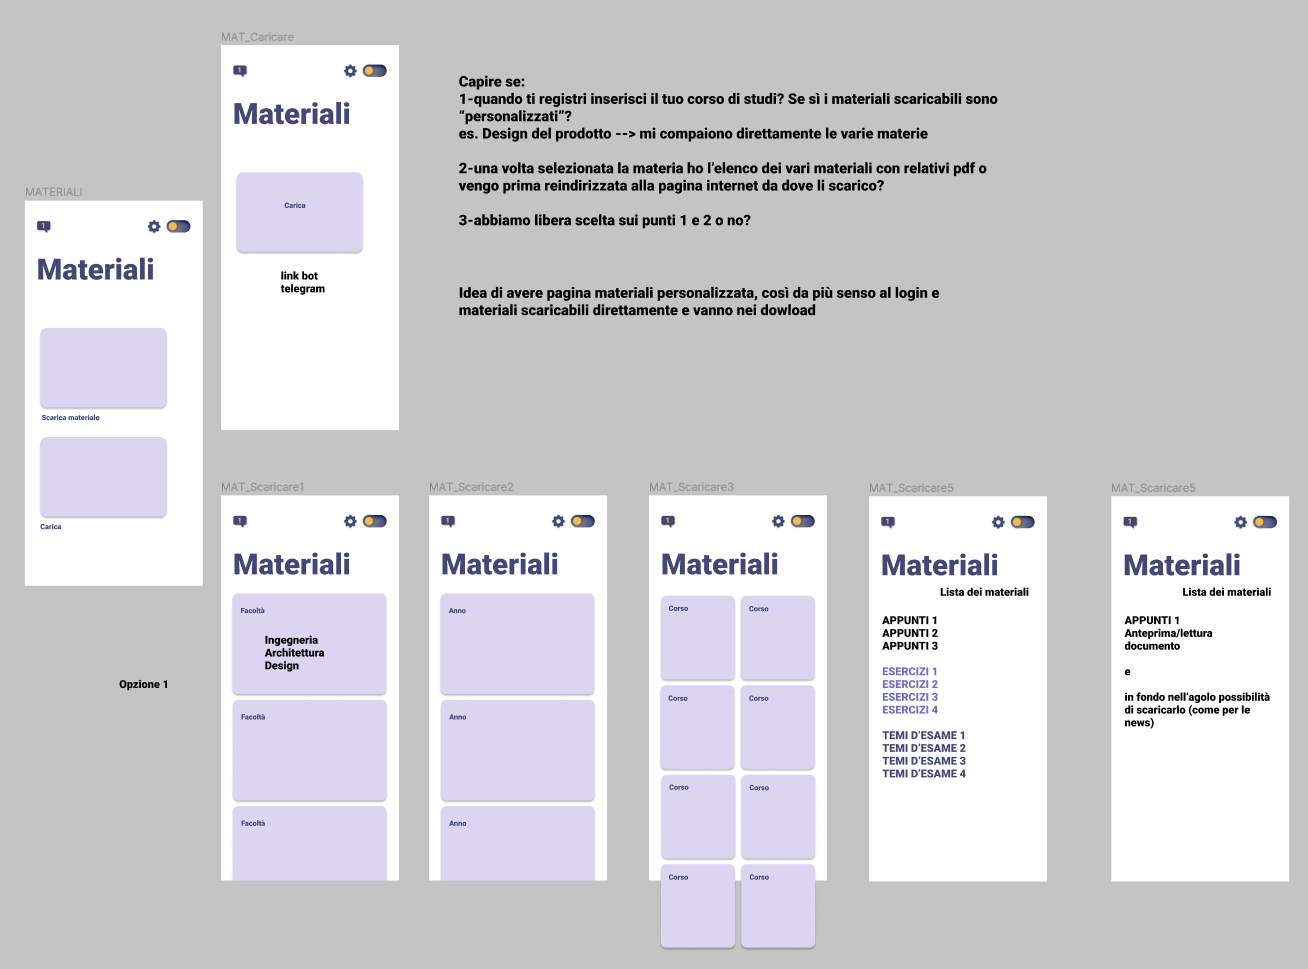 MAT_Caricare
1
Materiali
Carica
link bot
telegram
Capire se:
1-quando ti registri inserisci il tuo corso di studi? Se sì i materiali scaricabili sono
“personalizzati”?
es. Design del prodotto --> mi compaiono direttamente le varie materie
2-una volta selezionata la materia ho l’elenco dei vari materiali con relativi pdf o
vengo prima reindirizzata alla pagina internet da dove li scarico?
3-abbiamo libera scelta sui punti 1 e 2 o no?
Idea di avere pagina materiali personalizzata, così da più senso al login e
materiali scaricabili direttamente e vanno nei dowload
MATERIALI
1
Materiali
Scarica materiale
Carica
Opzione 1
MAT_Scaricare1
1
Materiali
Facoltà
Ingegneria
Architettura
Design
Facoltà
Facoltà
MAT_Scaricare2
1
Materiali
Anno
Anno
Anno
MAT_Scaricare3
1
Materiali
Corso
Corso
Corso
Corso
Corso
Corso
Corso
Corso
MAT_Scaricare5
1
Materiali
Lista dei materiali
APPUNTI 1
APPUNTI 2
APPUNTI 3
ESERCIZI 1
ESERCIZI 2
ESERCIZI 3
ESERCIZI 4
TEMI D’ESAME 1
TEMI D’ESAME 2
TEMI D’ESAME 3
TEMI D’ESAME 4
MAT_Scaricare5
1
Materiali
Lista dei materiali
APPUNTI 1
Anteprima/lettura
documento
e
in fondo nell’agolo possibilità
di scaricarlo (come per le
news)